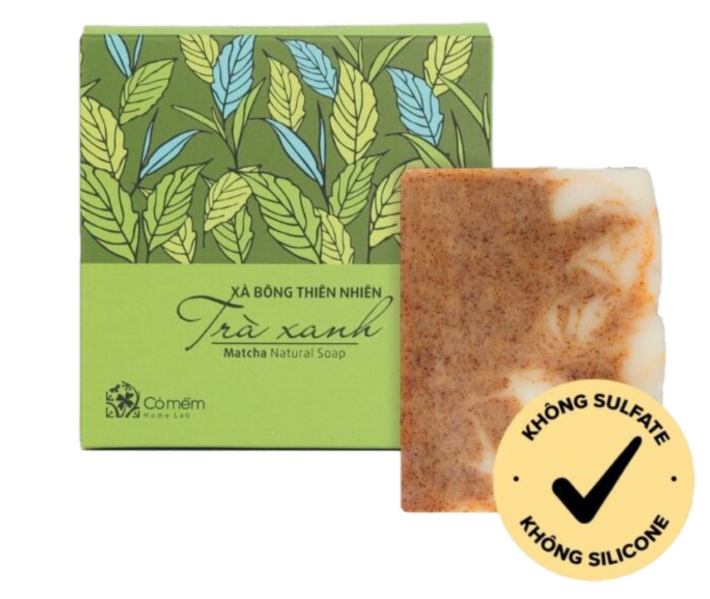 XÀ BÔNG THIÊN NHIÊN
Trà xanh
Matcha Natural Soap
Cỏ mềm
Home Lab
KHÔNG SULFATE
KHÔNG SILICONE